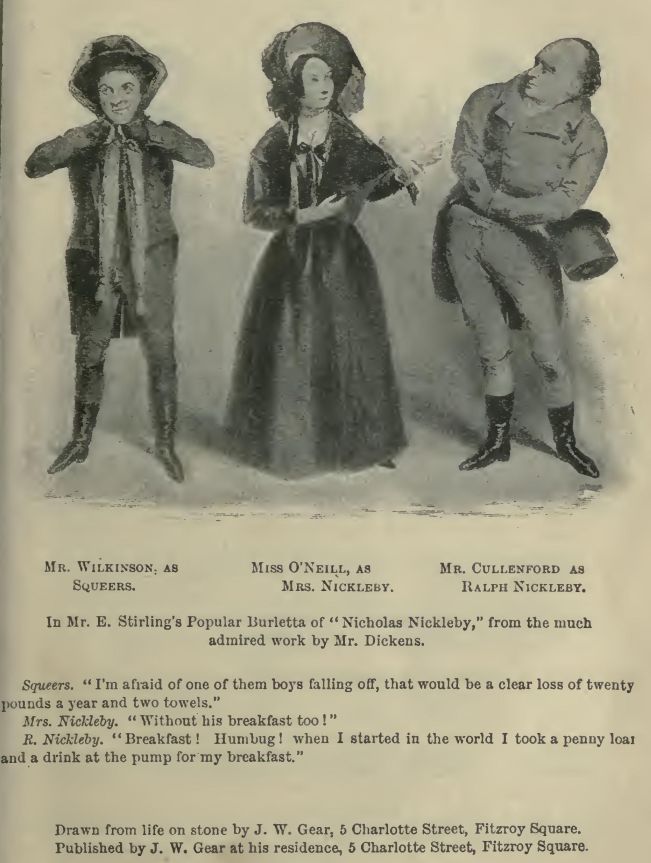 Mr. Wilkinson, as
Squeers.
Miss O'Neill, as
Mrs. Nickleby.
Mr. Cullenford as
Ralph Nickleby.
In Mr. E. Stirling's Popular Burletta of "Nicholas Nickleby," from the much
admired work by Mr. Dickens.
Squeers. "I'm afraid of one of them boys falling off, that would be a clear loss of twenty
pounds a year and two towels."
Mrs. Nickleby. "Without his breakfast too!"
R. Nickleby. "Breakfast! Humbug! when I started in the world I took a penny loaf
and a drink at the pump for my breakfast."
Drawn from life on stone by J. W. Gear, 5 Charlotte Street, Fitzroy Square.
Published by J. W. Gear at his residence, 5 Charlotte Street, Fitzroy Square.